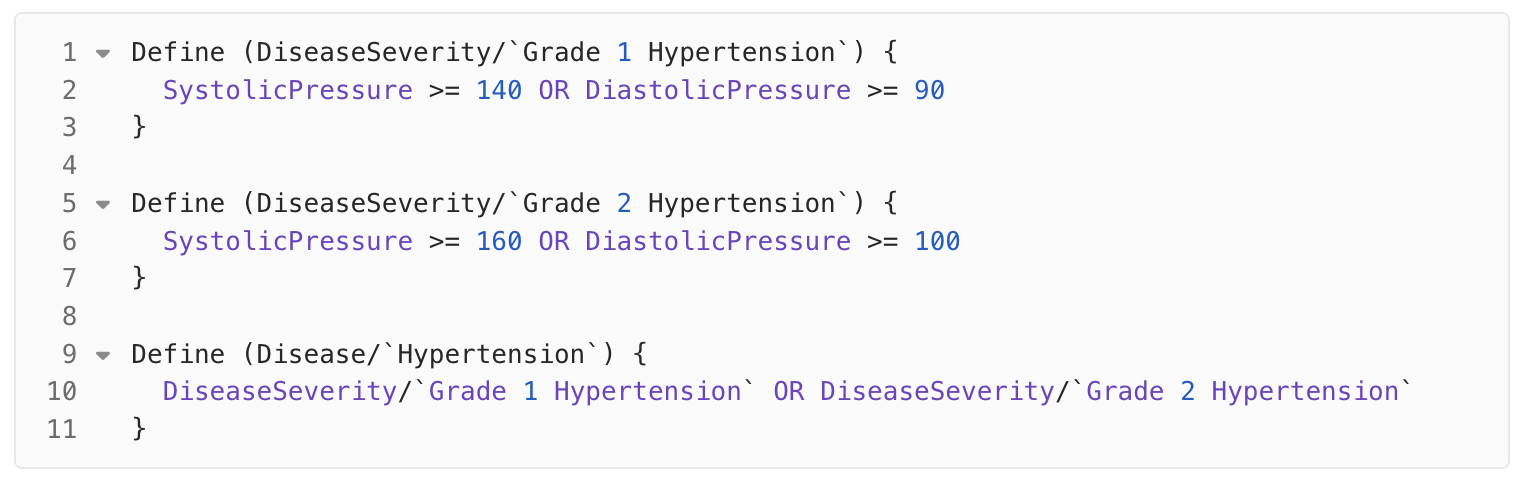 1 Define (DiseaseSeverity/`Grade 1 Hypertension`) {
2   SystolicPressure >= 140 OR DiastolicPressure >= 90
3 }
4
5 Define (DiseaseSeverity/`Grade 2 Hypertension`) {
6   SystolicPressure >= 160 OR DiastolicPressure >= 100
7 }
8
9 Define (Disease/`Hypertension`) {
10   DiseaseSeverity/`Grade 1 Hypertension` OR DiseaseSeverity/`Grade 2 Hypertension`
11 }